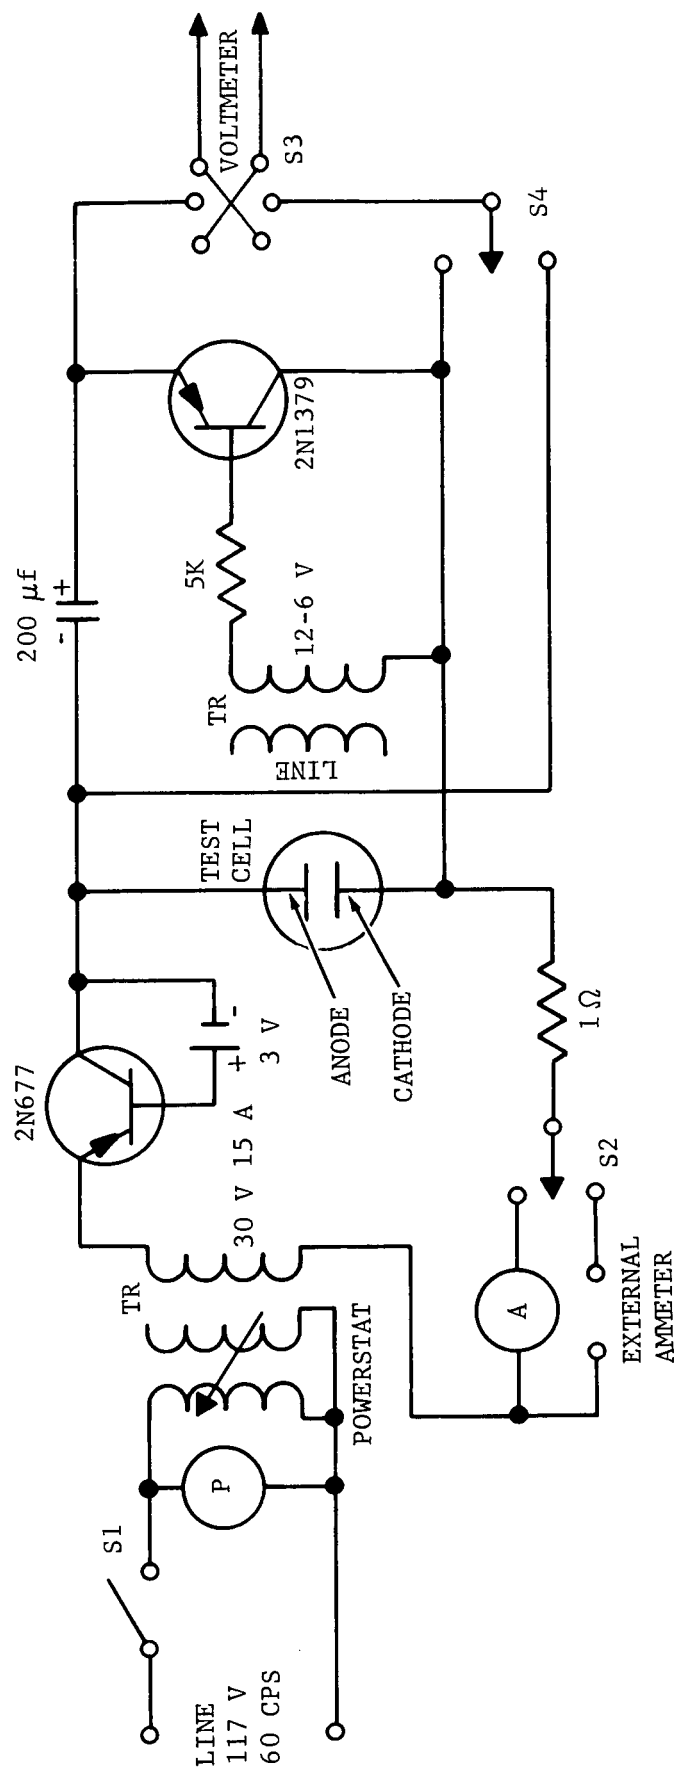 LINE
117 V
60 CPS
S1
P
POWERSTAT
TR
30 V 15 A
2N677
+
-
3 V
ANODE
CATHODE
TEST
CELL
A
EXTERNAL
AMMETER
S2
1 Ω
200 μf
-
+
LINE
TR
12-6 V
5K
2N1379
VOLTMETER
S3
S4